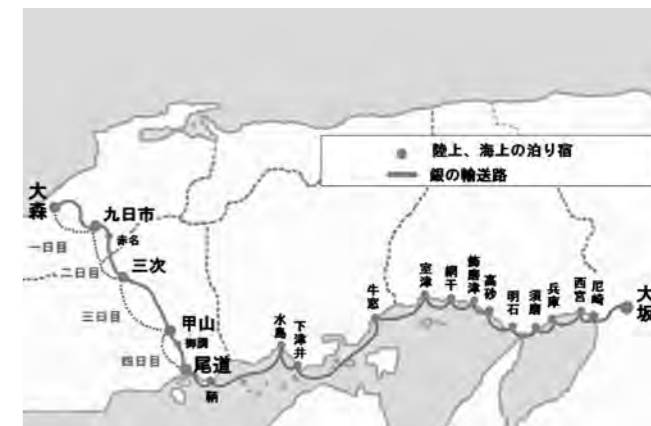 陸上、海上の泊り宿
銀の輸送路
大森
九日市
赤名
一日目
二日目
三次
三日目
甲山
御調
四日目
尾道
鞆
水島
下津井
牛窓
室津
網干
飾磨津
高砂
明石
須磨
兵庫
西宮
尼崎
大坂